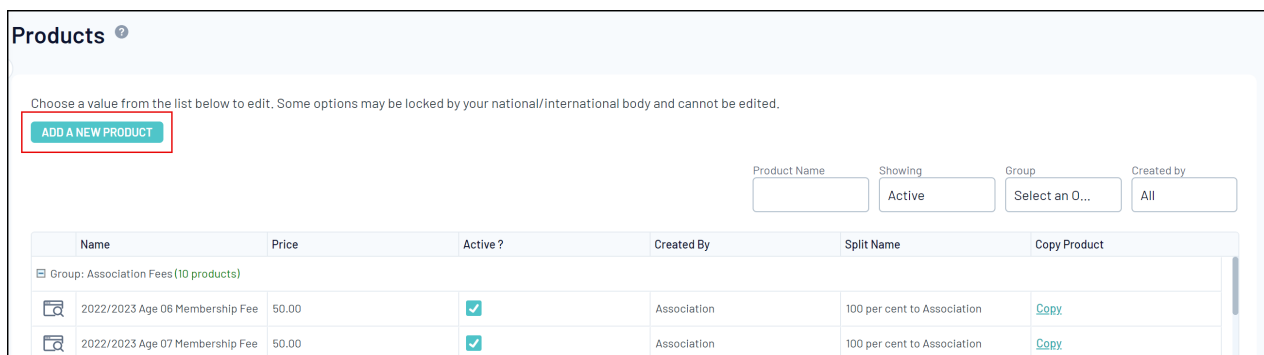 Products ?
Choose a value from the list below to edit. Some options may be locked by your national/international body and cannot be edited.
ADD A NEW PRODUCT
Product Name Showing Group Created by
Active Select an O... All
Name Price Active ? Created By Split Name Copy Product
Group: Association Fees (10 products)
2022/2023 Age 06 Membership Fee 50.00 Association 100 per cent to Association Copy
2022/2023 Age 07 Membership Fee 50.00 Association 100 per cent to Association Copy